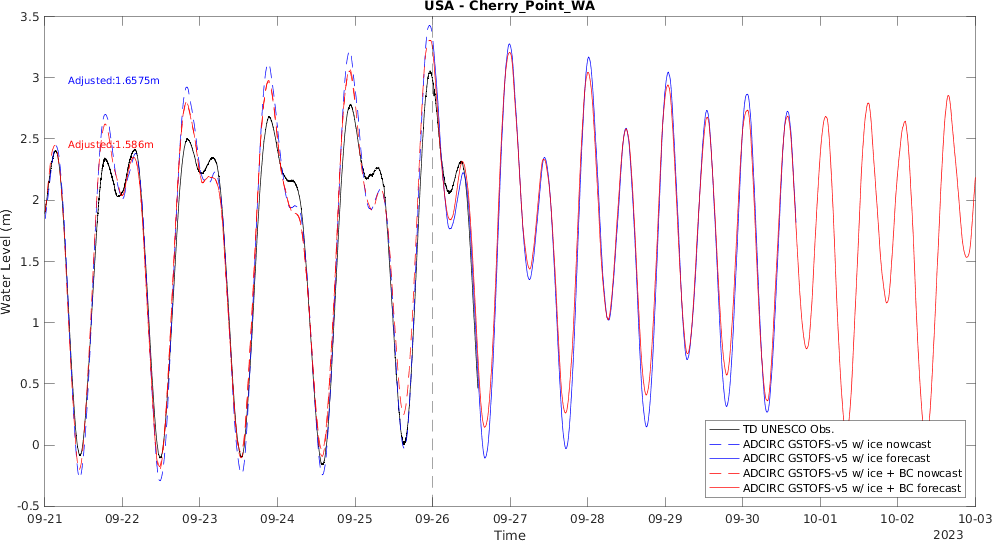 USA - Cherry_Point_WA
3.5
3
2.5
2
1.5
1
0.5
0
-0.5
Water Level (m)
Adjusted:1.6575m
Adjusted:1.586m
TD UNESCO Obs.
ADCIRC GSTOFS-v5 w/ ice nowcast
ADCIRC GSTOFS-v5 w/ ice forecast
ADCIRC GSTOFS-v5 w/ ice + BC nowcast
ADCIRC GSTOFS-v5 w/ ice + BC forecast
09-21 09-22 09-23 09-24 09-25 09-26 09-27 09-28 09-29 09-30 10-01 10-02 10-03
Time
2023